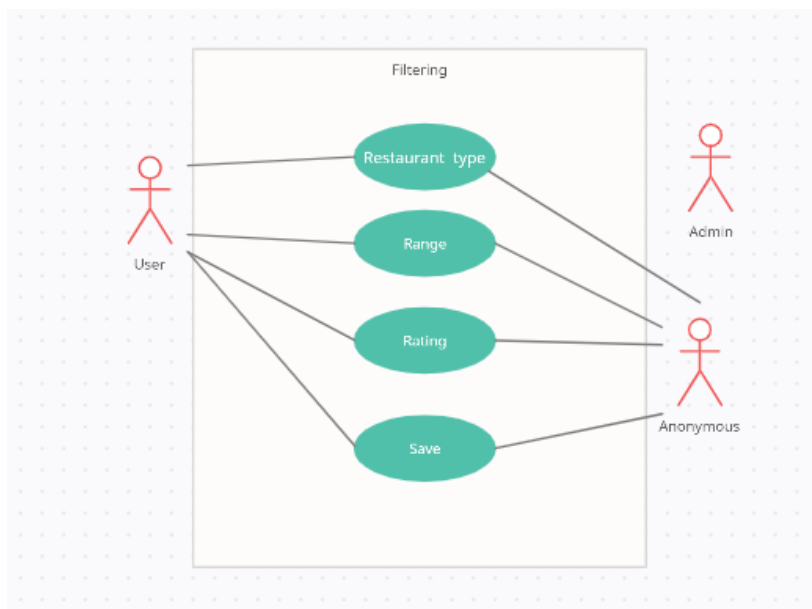 Filtering
Restaurant type
Admin
Range
User
Rating
Anonymous
Save